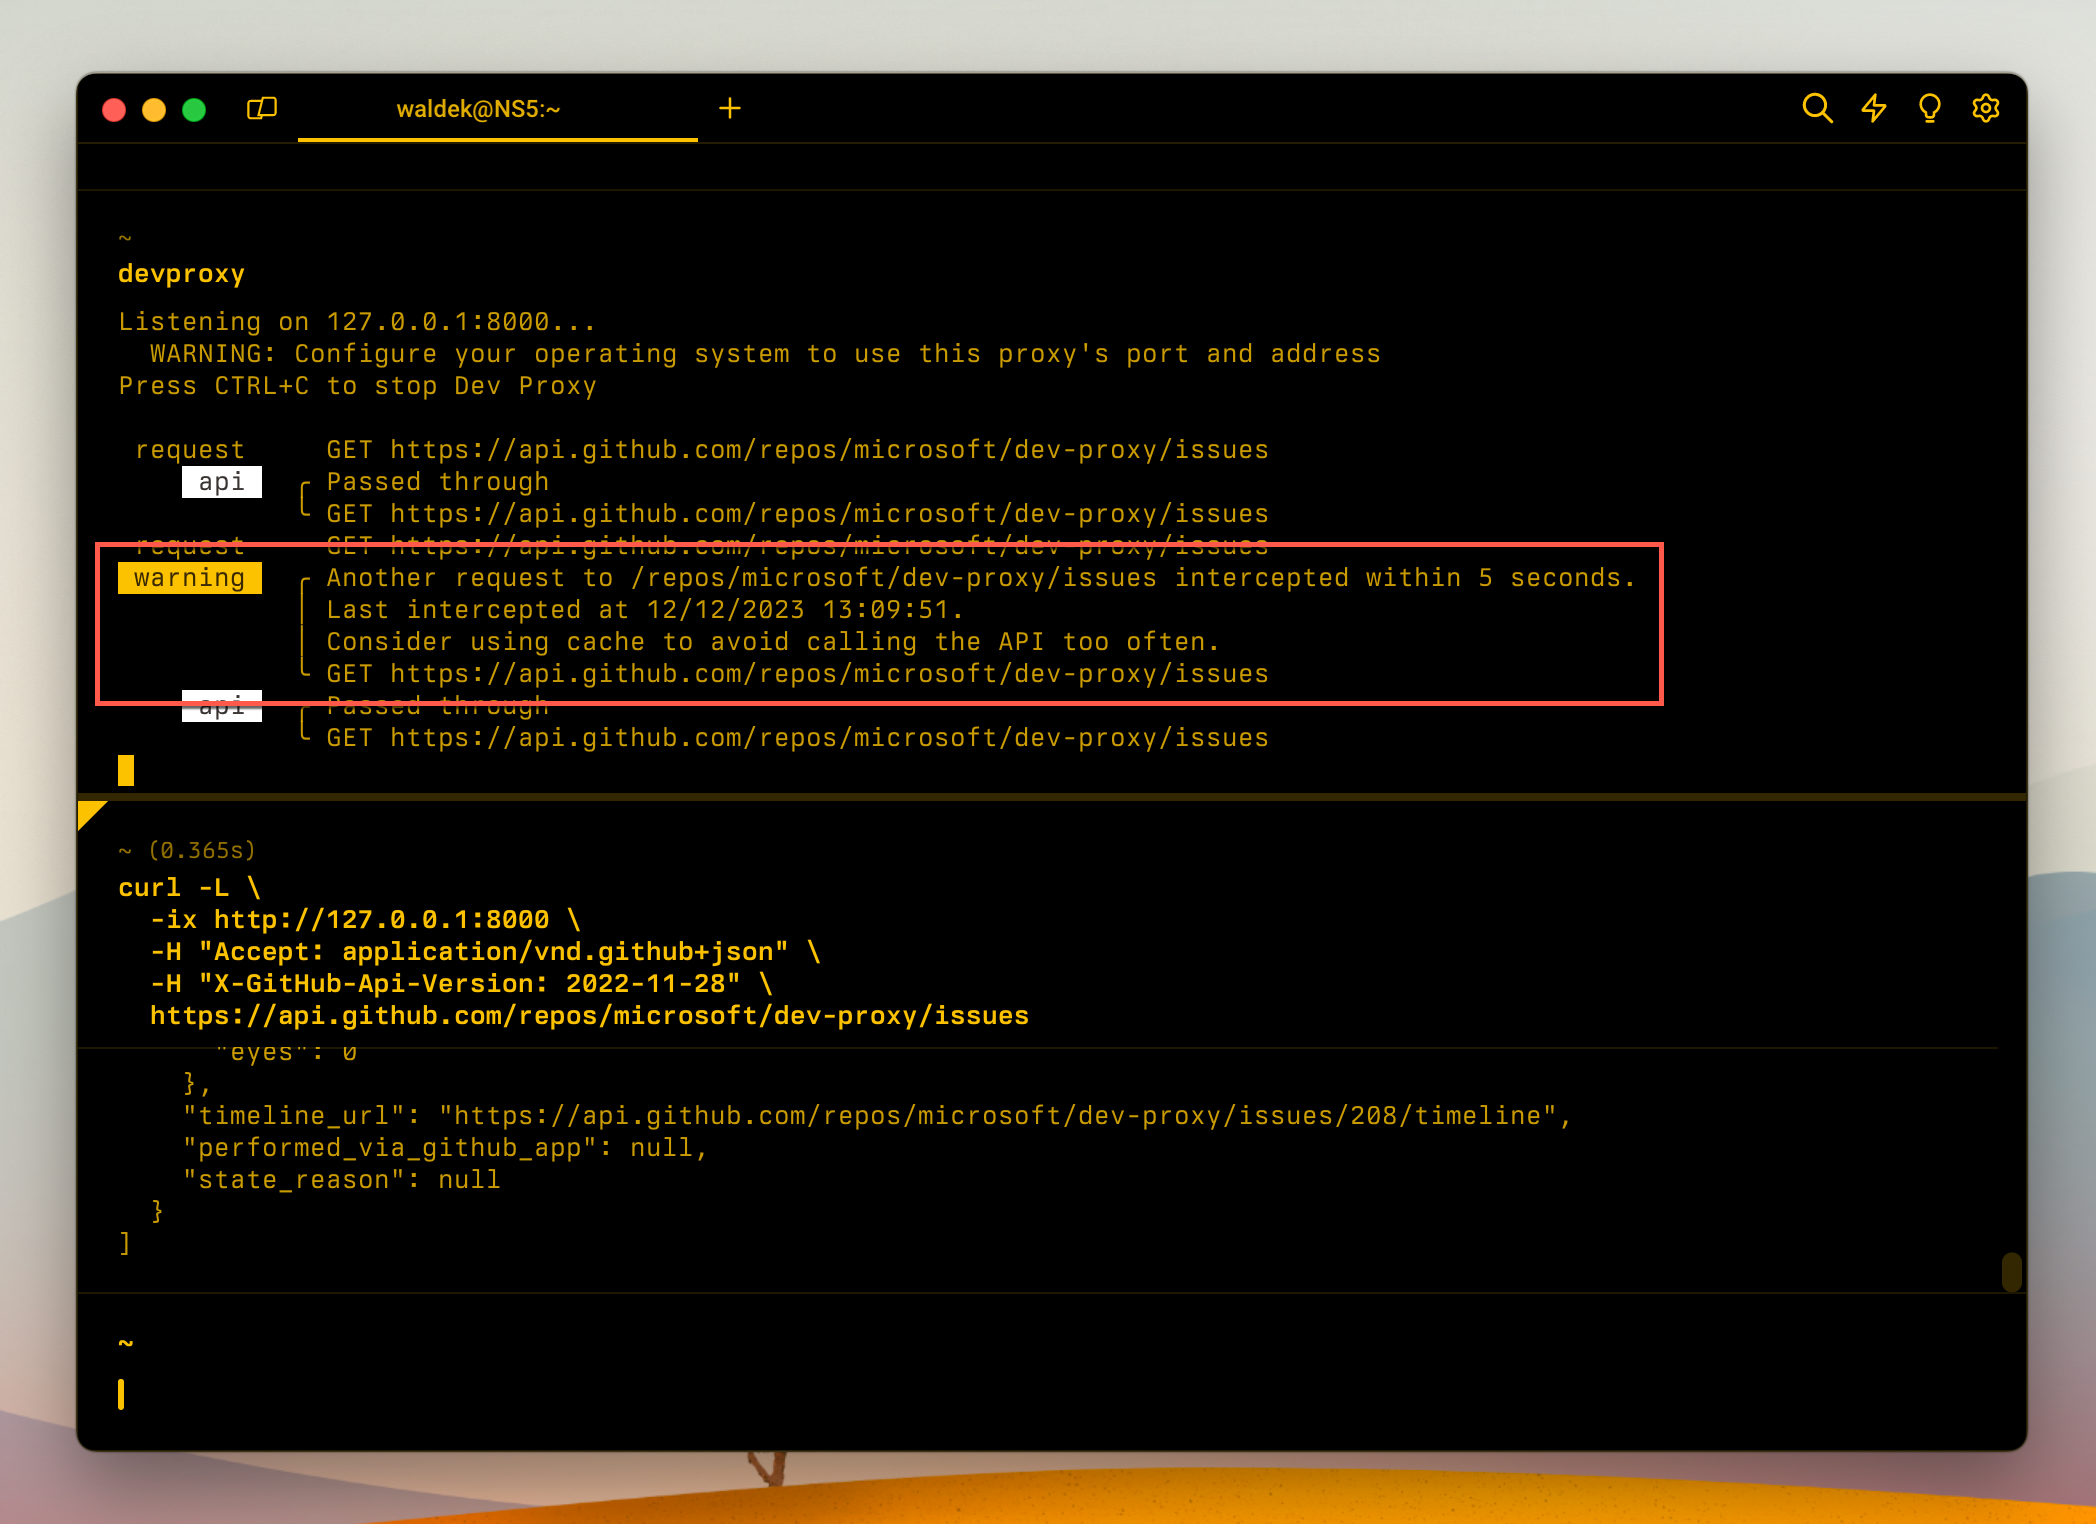 waldek@NS5:~
~
devproxy
Listening on 127.0.0.1:8000...
  WARNING: Configure your operating system to use this proxy's port and address
Press CTRL+C to stop Dev Proxy
request GET https://api.github.com/repos/microsoft/dev-proxy/issues
api Passed through
GET https://api.github.com/repos/microsoft/dev-proxy/issues
request GET https://api.github.com/repos/microsoft/dev-proxy/issues
warning Another request to /repos/microsoft/dev-proxy/issues intercepted within 5 seconds.
Last intercepted at 12/12/2023 13:09:51.
Consider using cache to avoid calling the API too often.
GET https://api.github.com/repos/microsoft/dev-proxy/issues
api Passed through
GET https://api.github.com/repos/microsoft/dev-proxy/issues
~ (0.365s)
curl -L \
  -ix http://127.0.0.1:8000 \
  -H "Accept: application/vnd.github+json" \
  -H "X-GitHub-Api-Version: 2022-11-28" \
  https://api.github.com/repos/microsoft/dev-proxy/issues
      "eyes": 0
    },
    "timeline_url": "https://api.github.com/repos/microsoft/dev-proxy/issues/208/timeline",
    "performed_via_github_app": null,
    "state_reason": null
  }
]
~